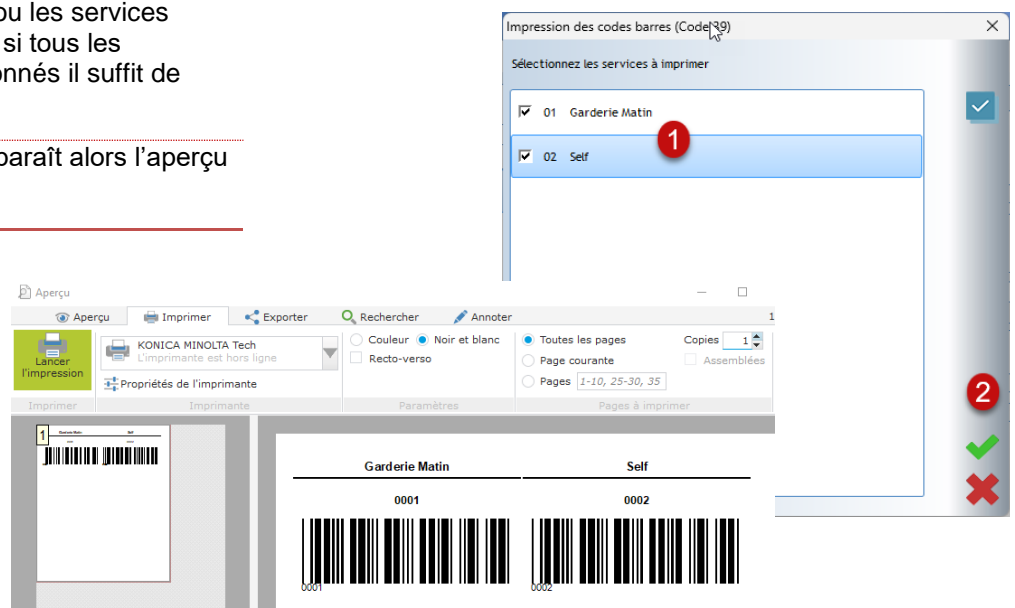 ou les services
si tous les
onnés il suffit de
paraît alors l’aperçu
Impression des codes barres (Code 39)
Sélectionnez les services à imprimer
01 Garderie Matin
1
02 Self
2
Aperçu
Aperçu Imprimer Exporter Rechercher Annoter 1
Lancer
l'impression
KONICA MINOLTA Tech
L'imprimante est hors ligne
Propriétés de l'imprimante
Couleur Noir et blanc
Recto-verso
Toutes les pages
Page courante
Pages 1-10, 25-30, 35
Copies 1
Assemblées
Imprimer Imprimante Paramètres Pages à imprimer
1
Garderie Matin Self
0001 0002
0001 0002